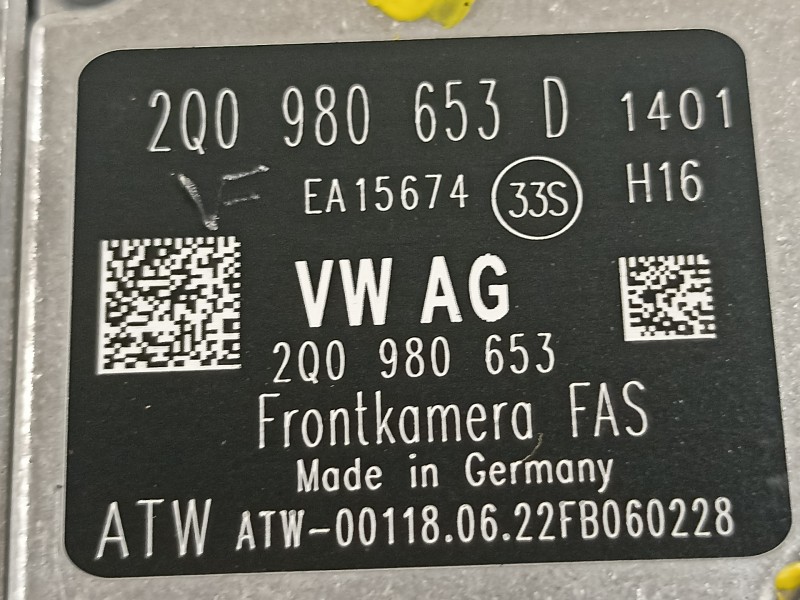 2Q0 980 653 D 1401
VF EA15674 33S H16
VW AG
2Q0 980 653
Frontkamera FAS
Made in Germany
ATW ATW-00118.06.22FB060228